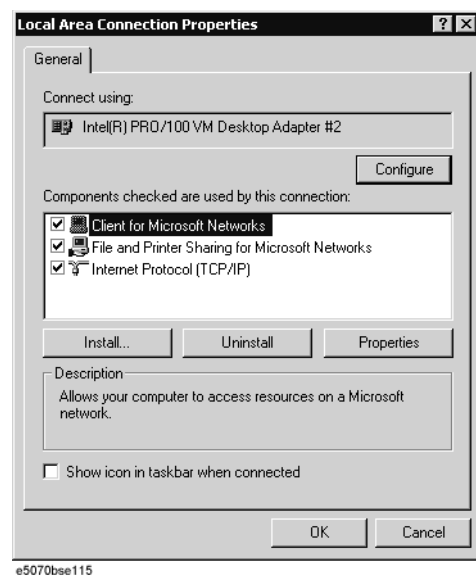 Local Area Connection Properties
General
Connect using:
Intel(R) PRO/100 VM Desktop Adapter #2
Configure
Components checked are used by this connection:
Client for Microsoft Networks
File and Printer Sharing for Microsoft Networks
Internet Protocol (TCP/IP)
Install... Uninstall Properties
Description
Allows your computer to access resources on a Microsoft
network.
Show icon in taskbar when connected
OK Cancel
e5070bse115